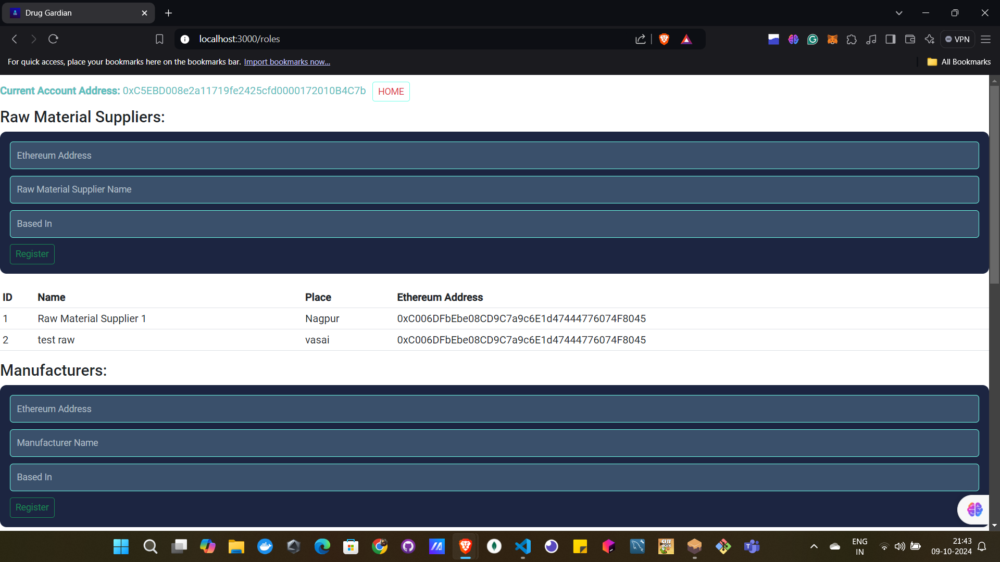 Drug Gardian
localhost:3000/roles
VPN
For quick access, place your bookmarks here on the bookmarks bar. Import bookmarks now...
All Bookmarks
Current Account Address: 0xC5EBD008e2a11719fe2425cfd0000172010B4C7b HOME
Raw Material Suppliers:
Ethereum Address
Raw Material Supplier Name
Based In
Register
ID Name Place Ethereum Address
1 Raw Material Supplier 1 Nagpur 0xC006DFbEbe08CD9C7a9c6E1d47444776074F8045
2 test raw vasai 0xC006DFbEbe08CD9C7a9c6E1d47444776074F8045
Manufacturers:
Ethereum Address
Manufacturer Name
Based In
Register
ENG
IN
21:43
09-10-2024